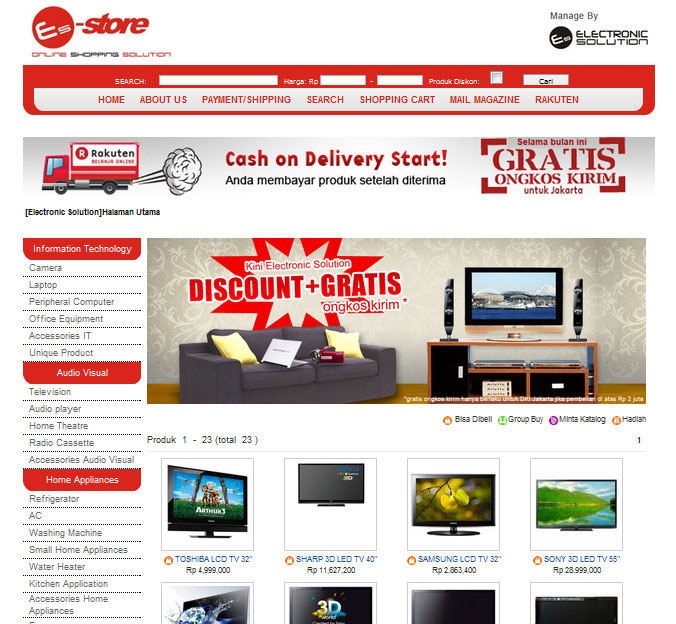 Es-store
ONLINE SHOPPING SOLUTION
Manage By
Es ELECTRONIC
SOLUTION
SEARCH: Harga: Rp - Produk Diskon: Cari
HOME ABOUT US PAYMENT/SHIPPING SEARCH SHOPPING CART MAIL MAGAZINE RAKUTEN
R Rakuten
BELANJA ONLINE
Cash on Delivery Start!
Anda membayar produk setelah diterima
Selama bulan ini
GRATIS
ONGKOS KIRIM
untuk Jakarta
[Electronic Solution]Halaman Utama
Information Technology
Camera
Laptop
Peripheral Computer
Office Equipment
Accessories IT
Unique Product
Audio Visual
Television
Audio player
Home Theatre
Radio Cassette
Accessories Audio Visual
Home Appliances
Refrigerator
AC
Washing Machine
Small Home Appliances
Water Heater
Kitchen Application
Accessories Home
Appliances
Kini Electronic Solution
DISCOUNT+GRATIS
ongkos kirim *
*gratis ongkos kirim hanya berlaku untuk DKI Jakarta jika pembelian di atas Rp 2 juta
Bisa Dibeli Group Buy Minta Katalog Hadiah
Produk 1 - 23 (total 23 )
1
ARTHUR3
3D
TOSHIBA LCD TV 32"
Rp 4,999,000
SHARP 3D LED TV 40"
Rp 11,627,200
SAMSUNG LCD TV 32"
Rp 2,863,400
SONY 3D LED TV 55"
Rp 28,999,000
3D
World
Created by Sony